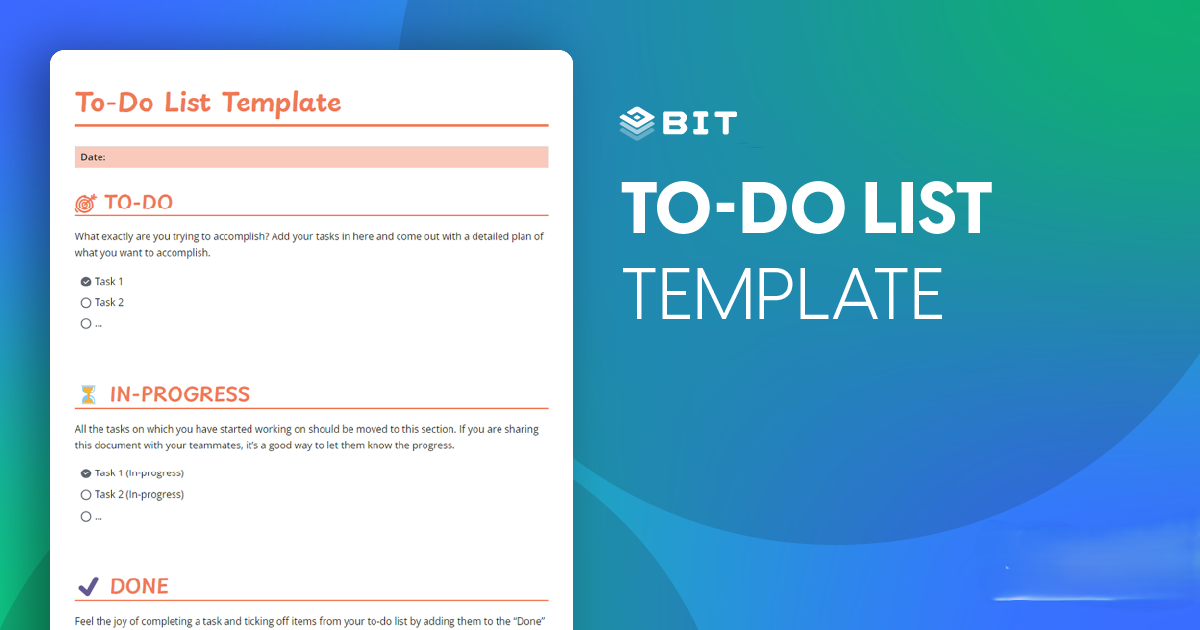 To-Do List Template
Date:
TO-DO
What exactly are you trying to accomplish? Add your tasks in here and come out with a detailed plan of
what you want to accomplish.
Task 1
Task 2
...
IN-PROGRESS
All the tasks on which you have started working on should be moved to this section. If you are sharing
this document with your teammates, it's a good way to let them know the progress.
Task 1 (In-progress)
Task 2 (In-progress)
...
DONE
Feel the joy of completing a task and ticking off items from your to-do list by adding them to the “Done”
BIT
TO-DO LIST
TEMPLATE